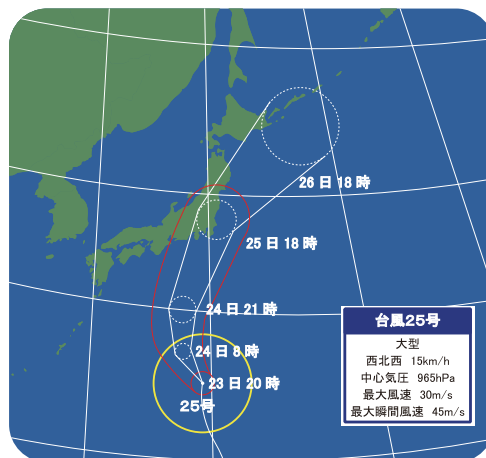 26日18時
25日18時
24日21時
24日8時
23日20時
25号
台風25号
大型
西北西 15km/h
中心気圧 965hPa
最大風速 30m/s
最大瞬間風速 45m/s